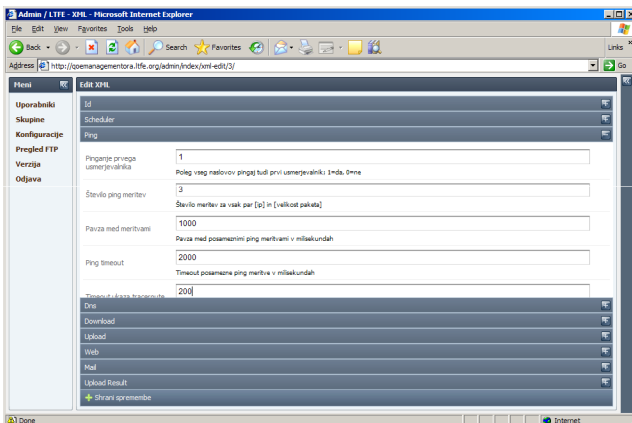 Admin / LTFE - XML - Microsoft Internet Explorer
File Edit View Favorites Tools Help
Back Search Favorites Links
Address http://qoemanagementora.ltfe.org/admin/index/xml-edit/3/ Go
Meni
Edit XML
Uporabniki
Skupine
Konfiguracije
Pregled FTP
Verzija
Odjava
Id
Scheduler
Ping
Pinganje prvega usmerjevalnika
1
Poleg vseg naslovov pingaj tudi prvi usmerjevalnik; 1=da, 0=ne
Število ping meritev
3
Število meritev za vsak par [ip] in [velikost paketa]
Pavza med meritvami
1000
Pavza med posameznimi ping meritvami v milisekundah
Ping timeout
2000
Timeout posamezne ping meritve v milisekundah
Timeout ukaza traceroute
200
Dns
Download
Upload
Web
Mail
Upload Result
Shrani spremembe
Done
Internet